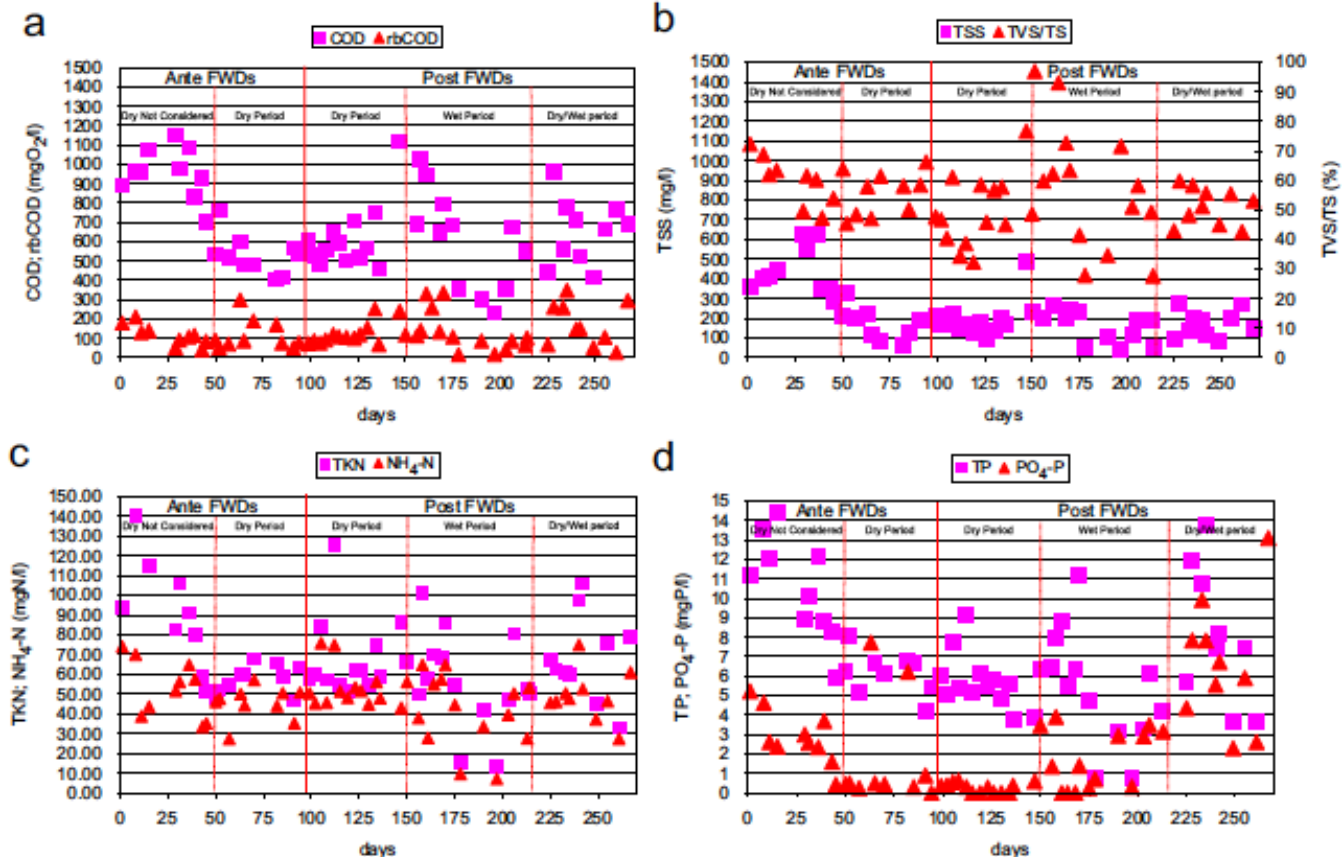 a
COD rbCOD
1500
1400
1300
1200
1100
1000
900
800
700
600
500
400
300
200
100
0
COD; rbCOD (mgO2/l)
Ante FWDs Post FWDs
Dry Not Considered Dry Period Dry Period Wet Period Dry/Wet period
0 25 50 75 100 125 150 175 200 225 250
days
b
TSS TVS/TS
1500
1400
1300
1200
1100
1000
900
800
700
600
500
400
300
200
100
0
TSS (mg/l)
Ante FWDs Post FWDs
Dry Not Considered Dry Period Dry Period Wet Period Dry/Wet period
100
90
80
70
60
50
40
30
20
10
0
TVS/TS (%)
0 25 50 75 100 125 150 175 200 225 250
days
c
TKN NH4-N
150.00
140.00
130.00
120.00
110.00
100.00
90.00
80.00
70.00
60.00
50.00
40.00
30.00
20.00
10.00
0.00
TKN; NH4-N (mgN/l)
Ante FWDs Post FWDs
Dry Not Considered Dry Period Dry Period Wet Period Dry/Wet period
0 25 50 75 100 125 150 175 200 225 250
days
d
TP PO4-P
15
14
13
12
11
10
9
8
7
6
5
4
3
2
1
0
TP; PO4-P (mgP/l)
Ante FWDs Post FWDs
Dry Not Considered Dry Period Dry Period Wet Period Dry/Wet period
0 25 50 75 100 125 150 175 200 225 250
days